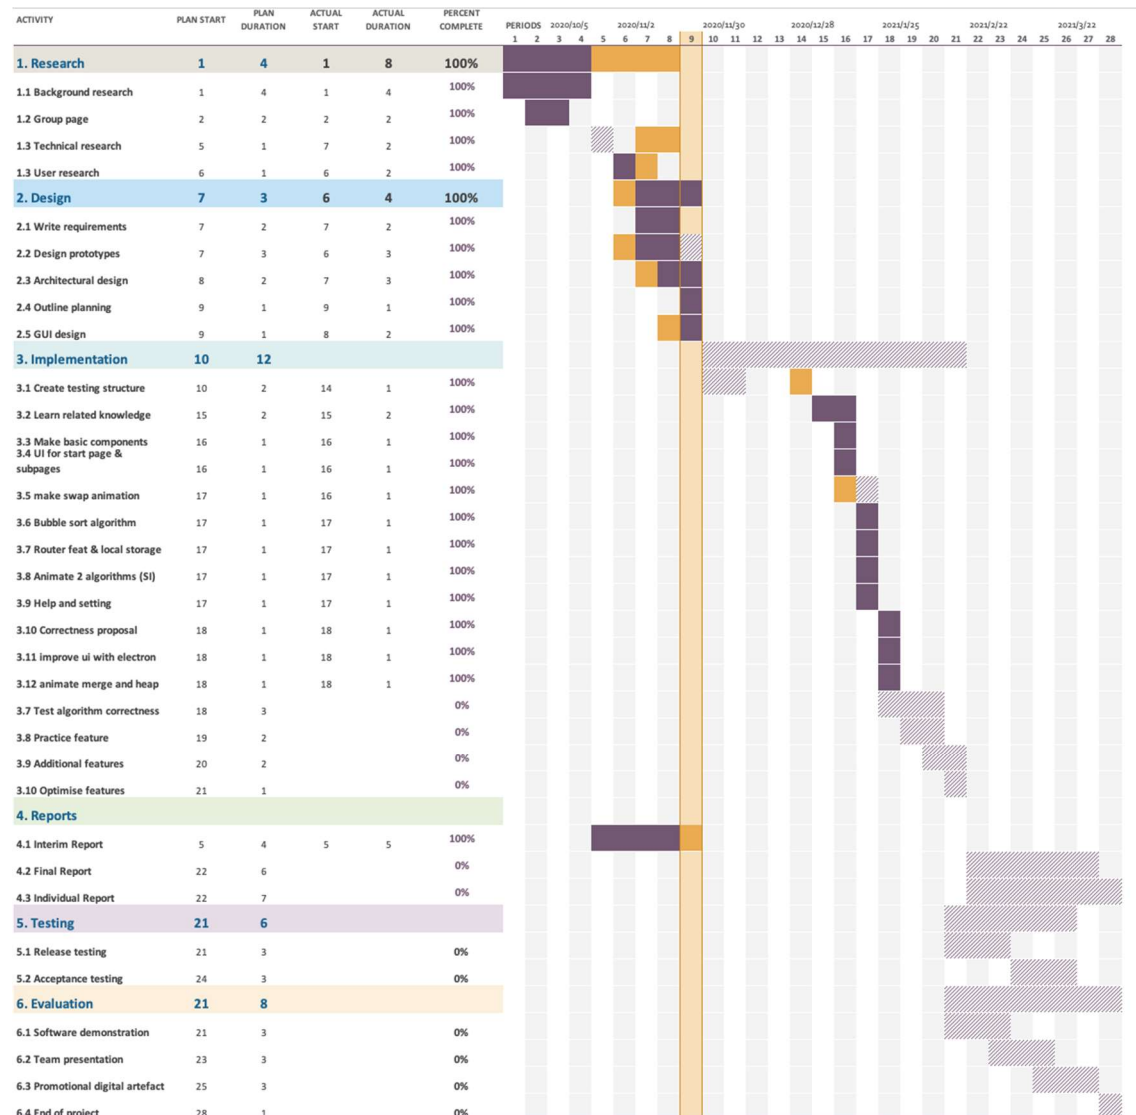 ACTIVITY PLAN START PLAN DURATION ACTUAL START ACTUAL DURATION PERCENT COMPLETE PERIODS 2020/10/5 2020/11/2 2020/11/30 2020/12/28 2021/1/25 2021/2/22 2021/3/22
1 2 3 4 5 6 7 8 9 10 11 12 13 14 15 16 17 18 19 20 21 22 23 24 25 26 27 28
1. Research 1 4 1 8 100%
1.1 Background research 1 4 1 4 100%
1.2 Group page 2 2 2 2 100%
1.3 Technical research 5 1 7 2 100%
1.3 User research 6 1 6 2 100%
2. Design 7 3 6 4 100%
2.1 Write requirements 7 2 7 2 100%
2.2 Design prototypes 7 3 6 3 100%
2.3 Architectural design 8 2 7 3 100%
2.4 Outline planning 9 1 9 1 100%
2.5 GUI design 9 1 8 2 100%
3. Implementation 10 12
3.1 Create testing structure 10 2 14 1 100%
3.2 Learn related knowledge 15 2 15 2 100%
3.3 Make basic components 16 1 16 1 100%
3.4 UI for start page &
subpages 16 1 16 1 100%
3.5 make swap animation 17 1 16 1 100%
3.6 Bubble sort algorithm 17 1 17 1 100%
3.7 Router feat & local storage 17 1 17 1 100%
3.8 Animate 2 algorithms (SI) 17 1 17 1 100%
3.9 Help and setting 17 1 17 1 100%
3.10 Correctness proposal 18 1 18 1 100%
3.11 improve ui with electron 18 1 18 1 100%
3.12 animate merge and heap 18 1 18 1 100%
3.7 Test algorithm correctness 18 3 0%
3.8 Practice feature 19 2 0%
3.9 Additional features 20 2 0%
3.10 Optimise features 21 1 0%
4. Reports
4.1 Interim Report 5 4 5 5 100%
4.2 Final Report 22 6 0%
4.3 Individual Report 22 7 0%
5. Testing 21 6
5.1 Release testing 21 3 0%
5.2 Acceptance testing 24 3 0%
6. Evaluation 21 8
6.1 Software demonstration 21 3 0%
6.2 Team presentation 23 3 0%
6.3 Promotional digital artefact 25 3 0%
6.4 End of project 28 1 0%